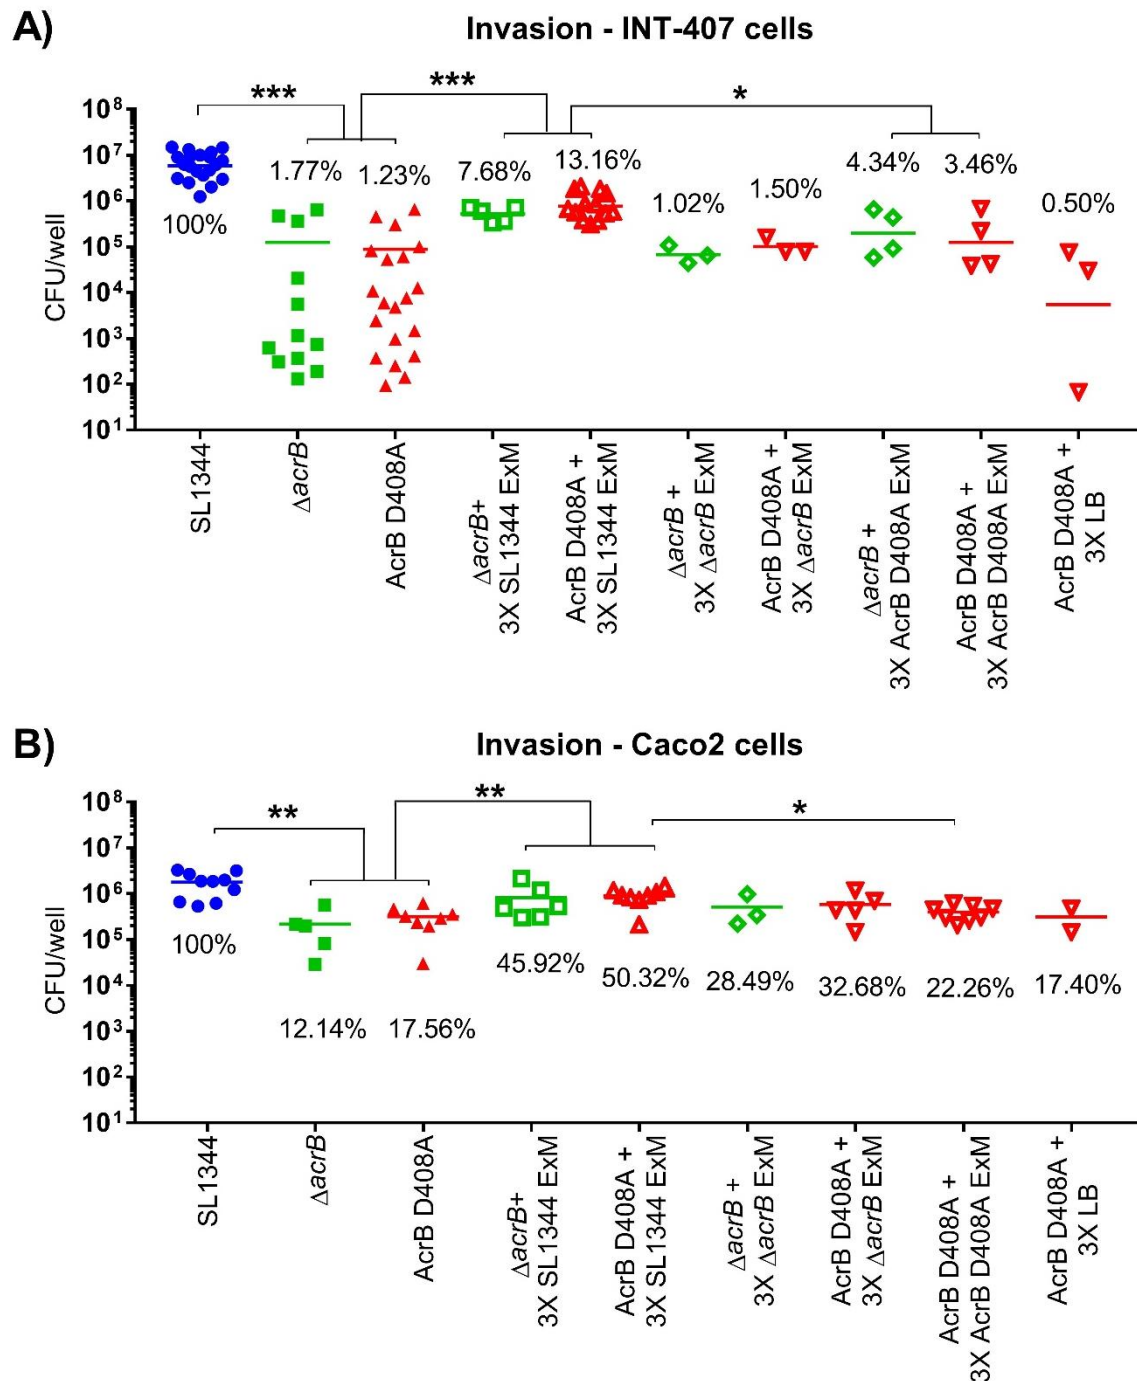 A)
Invasion - INT-407 cells
*** *** *
CFU/well
10⁸
10⁷
10⁶
10⁵
10⁴
10³
10²
10¹
100% 1.77% 1.23% 7.68% 13.16% 1.02% 1.50% 4.34% 3.46% 0.50%
SL1344
ΔacrB
AcrB D408A
ΔacrB+
3X SL1344 ExM
AcrB D408A +
3X SL1344 ExM
ΔacrB +
3X ΔacrB ExM
AcrB D408A +
3X ΔacrB ExM
ΔacrB +
3X AcrB D408A ExM
AcrB D408A +
3X AcrB D408A ExM
AcrB D408A +
3X LB
B)
Invasion - Caco2 cells
** ** *
CFU/well
10⁸
10⁷
10⁶
10⁵
10⁴
10³
10²
10¹
100% 12.14% 17.56% 45.92% 50.32% 28.49% 32.68% 22.26% 17.40%
SL1344
ΔacrB
AcrB D408A
ΔacrB+
3X SL1344 ExM
AcrB D408A +
3X SL1344 ExM
ΔacrB +
3X ΔacrB ExM
AcrB D408A +
3X ΔacrB ExM
AcrB D408A +
3X AcrB D408A ExM
AcrB D408A +
3X LB